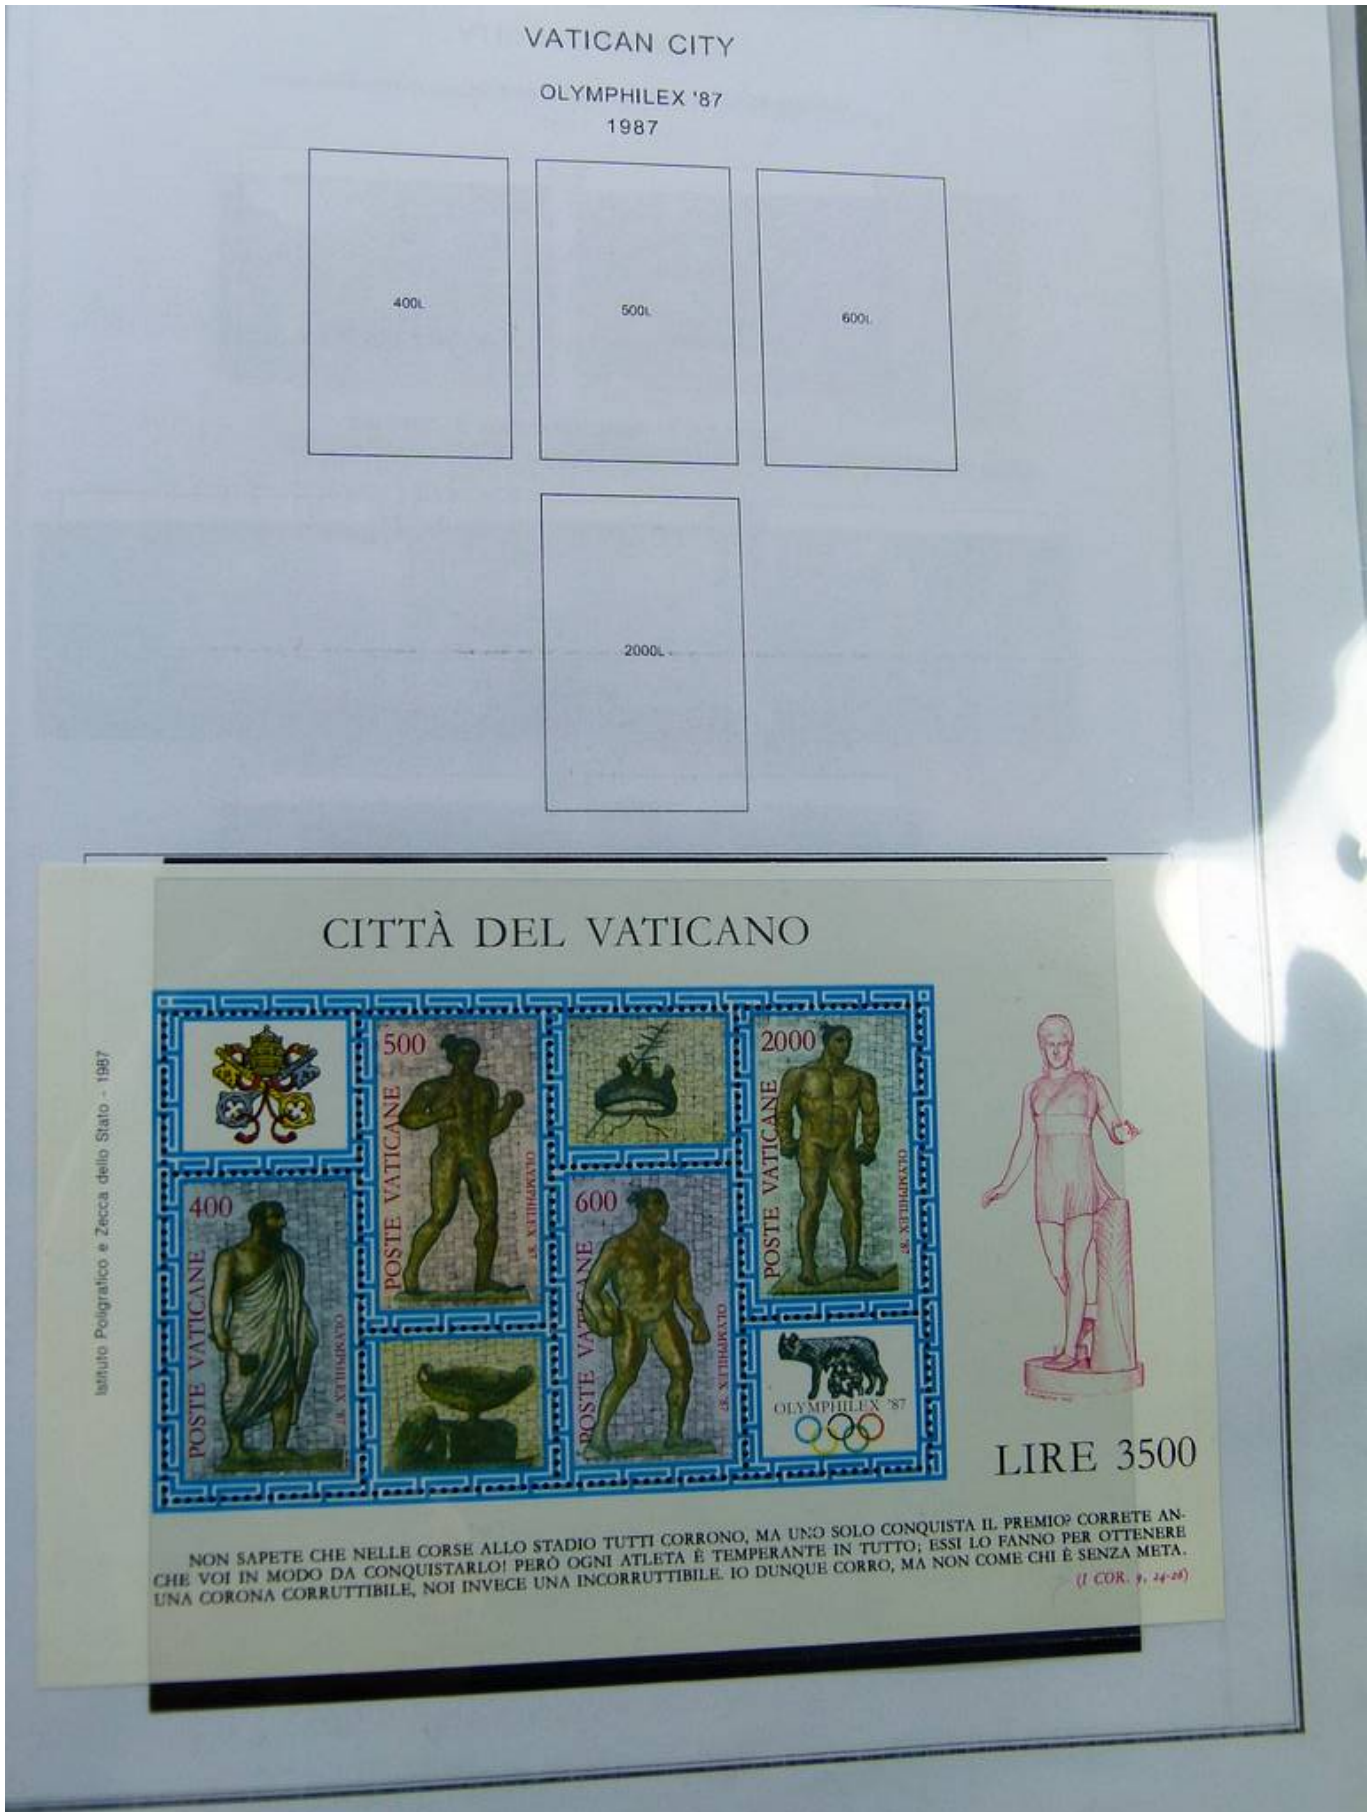 VATICAN CITY
OLYMPHILEX '87
1987
400L
500L
600L
2000L
CITTÀ DEL VATICANO
Istituto Poligrafico e Zecca dello Stato - 1987
500
POSTE VATICANE
OLYMPHILEX '87
2000
POSTE VATICANE
OLYMPHILEX '87
400
POSTE VATICANE
OLYMPHILEX '87
600
POSTE VATICANE
OLYMPHILEX '87
OLYMPHILEX '87
LIRE 3500
NON SAPETE CHE NELLE CORSE ALLO STADIO TUTTI CORRONO, MA UNO SOLO CONQUISTA IL PREMIO? CORRETE AN-
CHE VOI IN MODO DA CONQUISTARLO! PERÒ OGNI ATLETA È TEMPERANTE IN TUTTO; ESSI LO FANNO PER OTTENERE
UNA CORONA CORRUTTIBILE, NOI INVECE UNA INCORRUTTIBILE. IO DUNQUE CORRO, MA NON COME CHI È SENZA META.
(I COR. 9, 24-26)